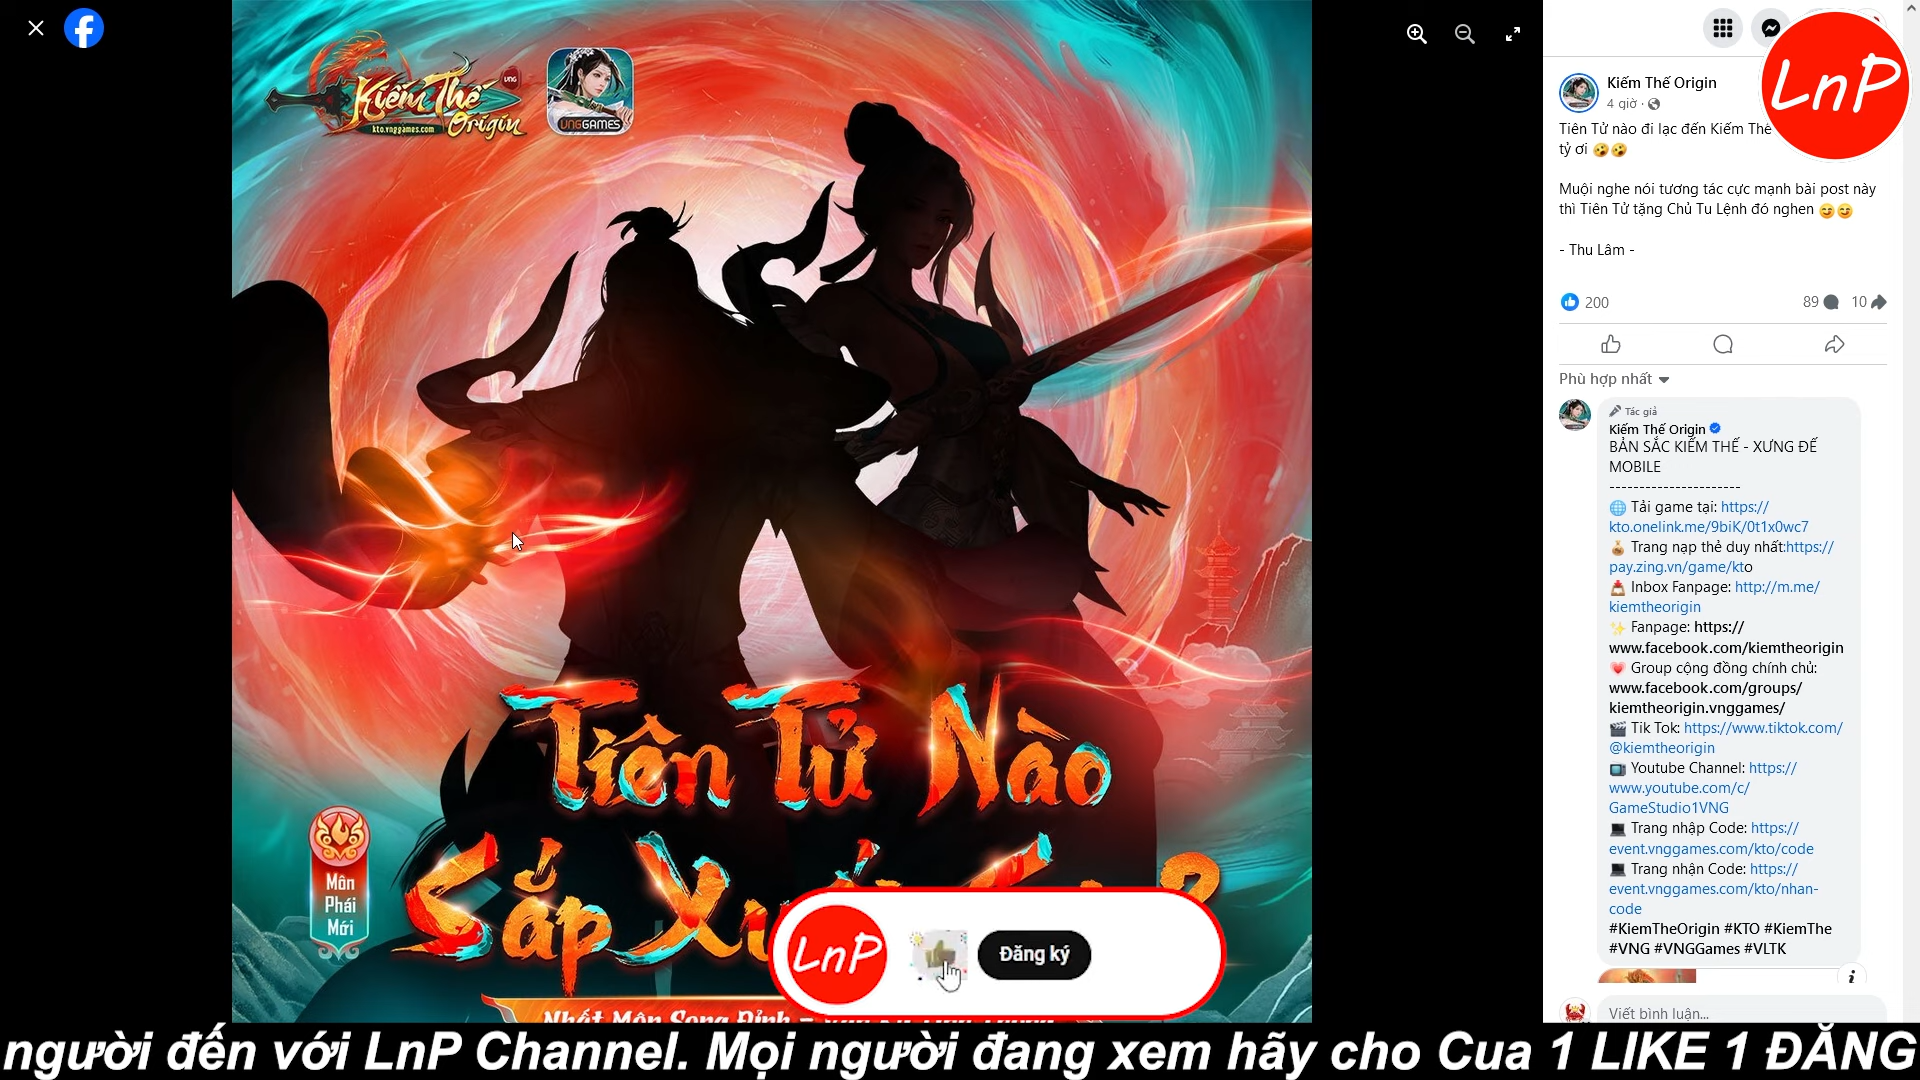 Kiếm Thế
Origin
VNG
kto.vnggames.com
VNGGAMES
Tiên Tử Nào
Sắp
Môn
Phái
Mới
LnP
Đăng ký
Kiếm Thế Origin
4 giờ
Tiên Tử nào đi lạc đến Kiếm Thế
tỷ ơi 🤪🤪
Muội nghe nói tương tác cực mạnh bài post này
thì Tiên Tử tặng Chủ Tu Lệnh đó nghen 😏😏
- Thu Lâm -
200 89 10
Phù hợp nhất
Tác giả
Kiếm Thế Origin
BẢN SẮC KIẾM THẾ - XƯNG ĐẾ
MOBILE
----------------------
🌐 Tải game tại: https://
kto.onelink.me/9biK/0t1x0wc7
💰 Trang nạp thẻ duy nhất:https://
pay.zing.vn/game/kto
📩 Inbox Fanpage: http://m.me/
kiemtheorigin
✨ Fanpage: https://
www.facebook.com/kiemtheorigin
💗 Group cộng đồng chính chủ:
www.facebook.com/groups/
kiemtheorigin.vnggames/
🎬 Tik Tok: https://www.tiktok.com/
@kiemtheorigin
📺 Youtube Channel: https://
www.youtube.com/c/
GameStudio1VNG
💻 Trang nhập Code: https://
event.vnggames.com/kto/code
💻 Trang nhận Code: https://
event.vnggames.com/kto/nhan-
code
#KiemTheOrigin #KTO #KiemThe
#VNG #VNGGames #VLTK
Viết bình luận...
LnP
người đến với LnP Channel. Mọi người đang xem hãy cho Cua 1 LIKE 1 ĐĂNG